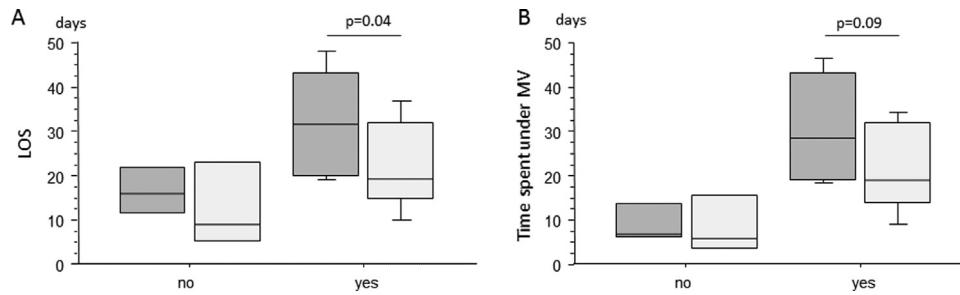 A
days
p=0.04
50
40
30
20
10
0
LOS
no yes
B
days
p=0.09
50
40
30
20
10
0
Time spent under MV
no yes